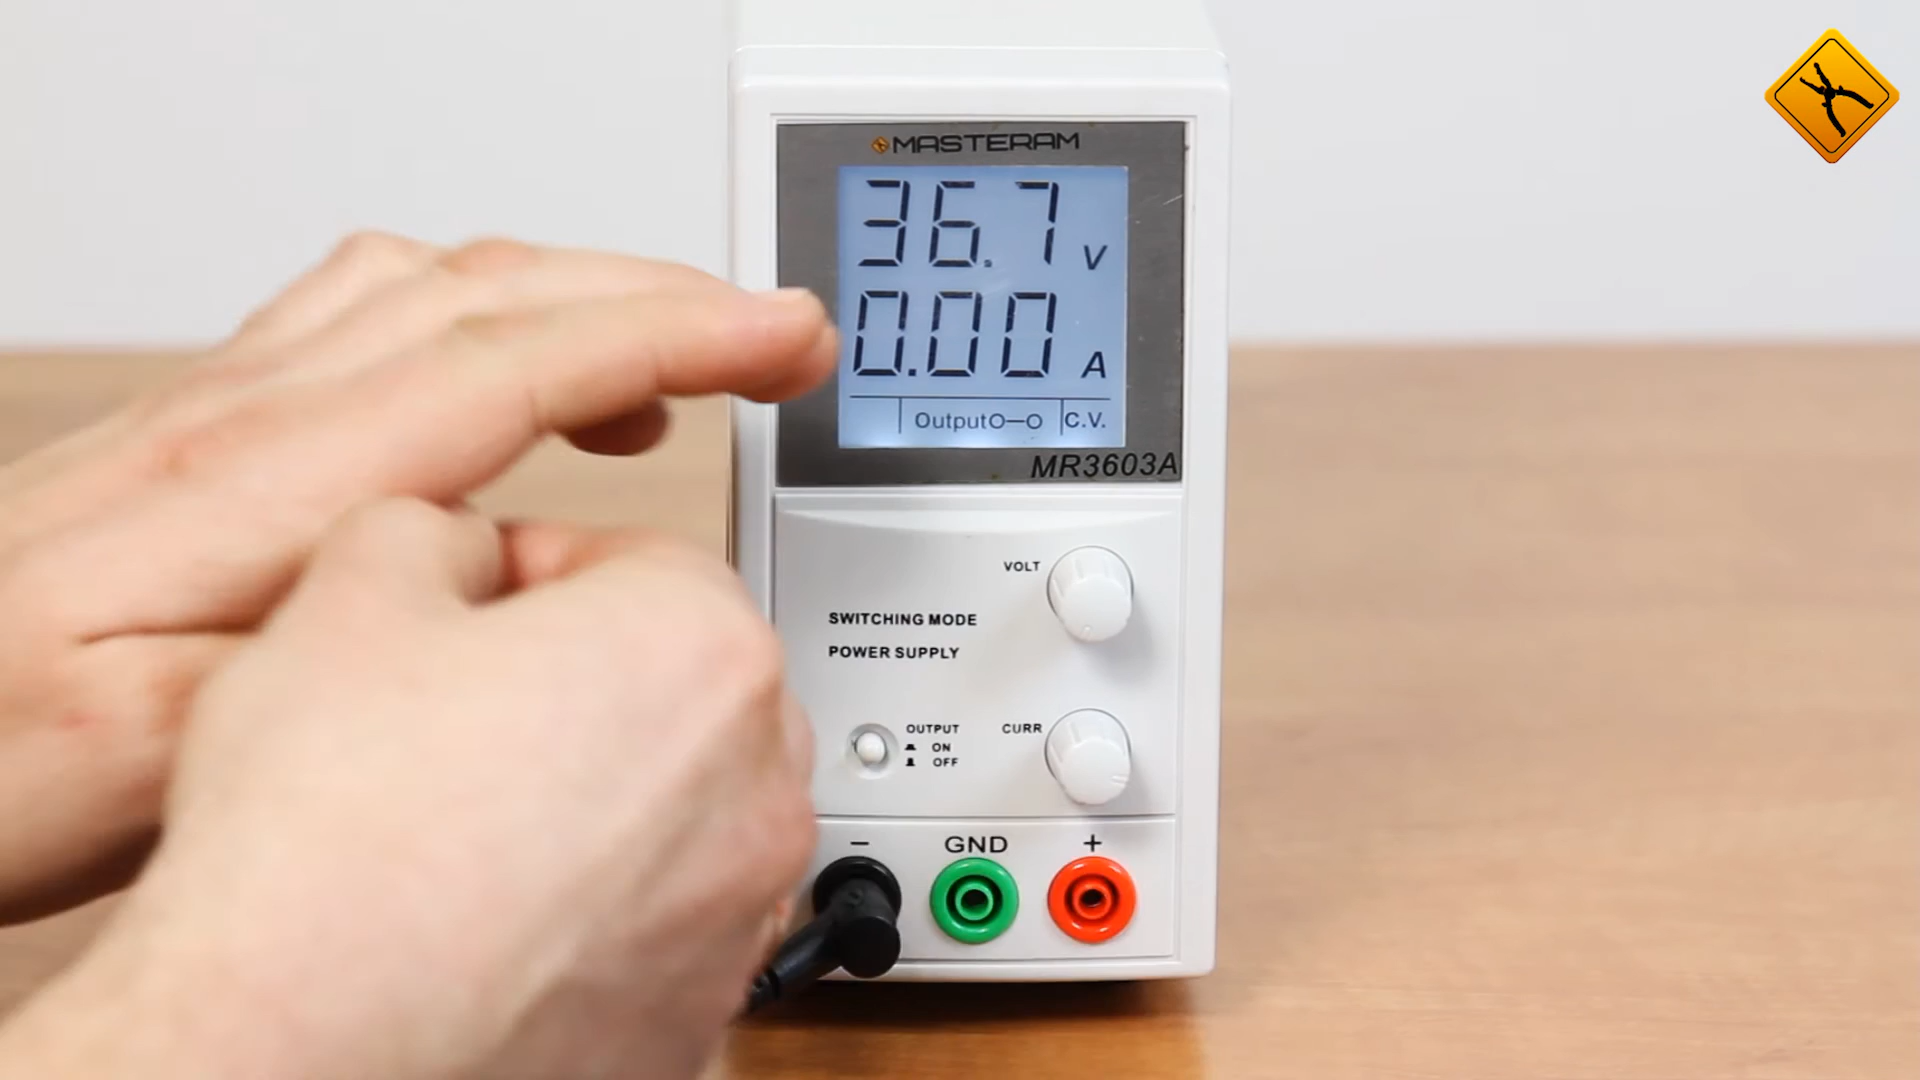 MASTERAM
36.7 V
0.00 A
Output C.V.
MR3603A
VOLT
SWITCHING MODE
POWER SUPPLY
OUTPUT
ON
OFF
CURR
− GND +